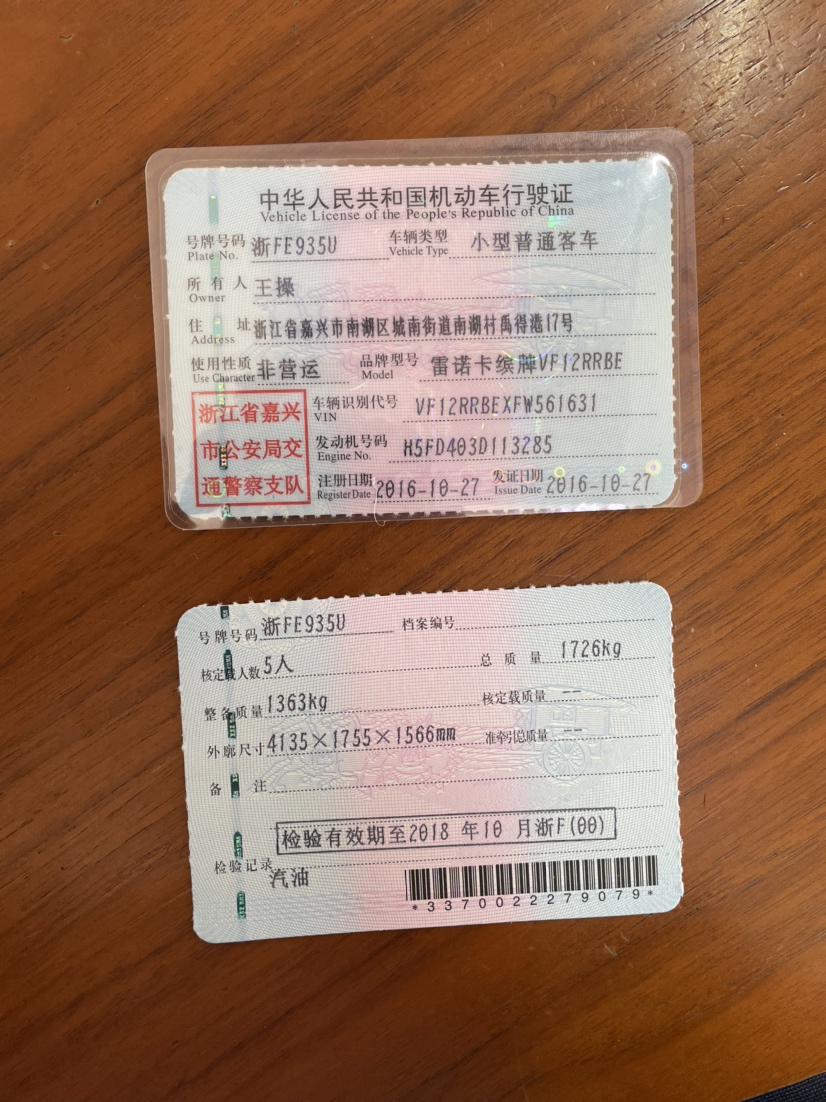 中华人民共和国机动车行驶证
Vehicle License of the People's Republic of China
号牌号码 浙FE935U 车辆类型 小型普通客车
Plate No. Vehicle Type
所有人 王操
Owner
住址 浙江省嘉兴市南湖区城南街道南湖村禹得港17号
Address
使用性质 非营运 品牌型号 雷诺卡缤牌VF12RRBE
Use Character Model
浙江省嘉兴
市公安局交
通警察支队
车辆识别代号 VF12RRBEXFW561631
VIN
发动机号码 H5FD403D113285
Engine No.
注册日期 2016-10-27 发证日期 2016-10-27
Register Date Issue Date
号牌号码 浙FE935U 档案编号
核定载人数 5人 总质量 1726kg
整备质量 1363kg 核定载质量 --
外廓尺寸 4135×1755×1566mm 准牵引总质量 --
备注
检验有效期至2018 年10 月浙F(00)
检验记录
汽油
*3370022279079*